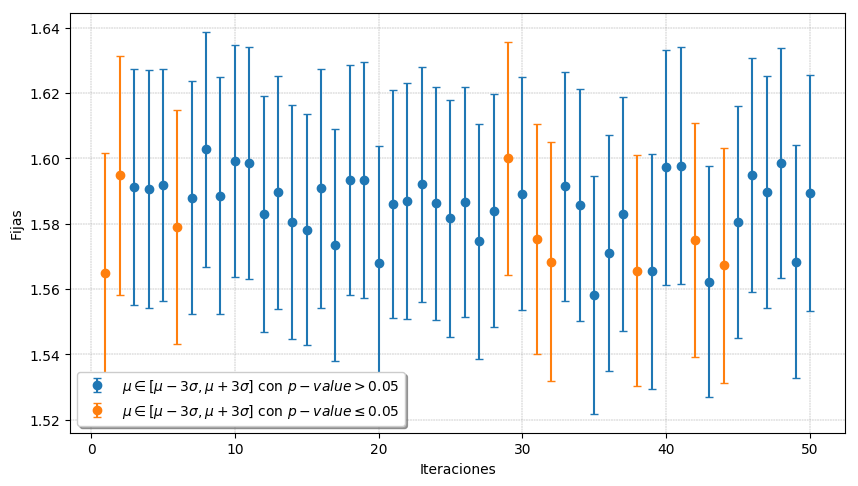 1.64
1.62
1.60
1.58
1.56
1.54
1.52
Fijas
μ ∈ [μ − 3σ, μ + 3σ] con p − value > 0.05
μ ∈ [μ − 3σ, μ + 3σ] con p − value ≤ 0.05
0 10 20 30 40 50
Iteraciones